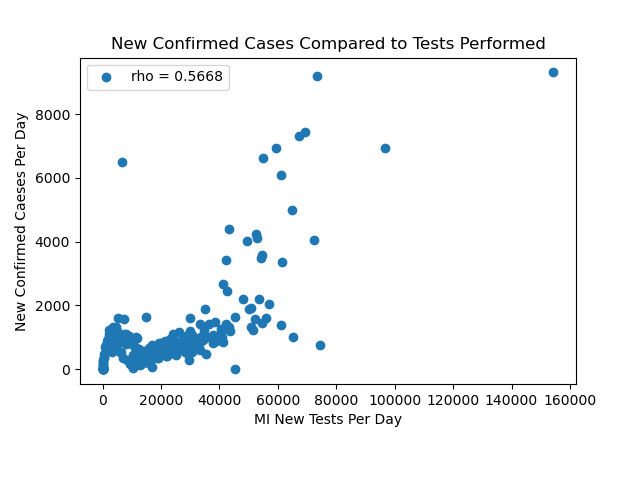 New Confirmed Cases Compared to Tests Performed
rho = 0.5668
New Confirmed Caeses Per Day
8000
6000
4000
2000
0
0 20000 40000 60000 80000 100000 120000 140000 160000
MI New Tests Per Day